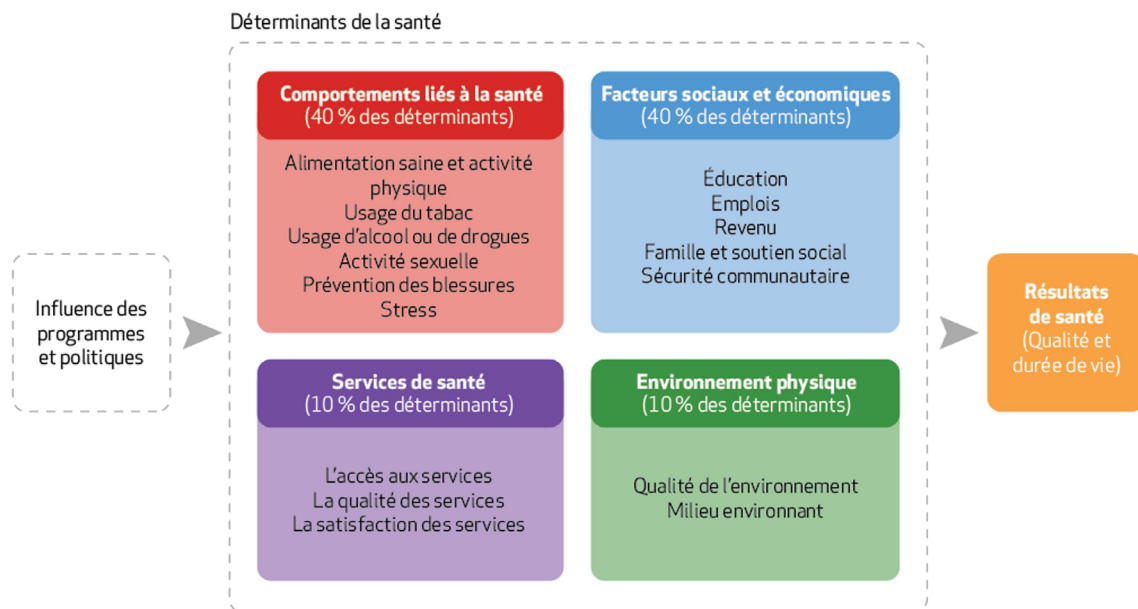 Déterminants de la santé
Influence des
programmes
et politiques
Comportements liés à la santé
(40 % des déterminants)
Alimentation saine et activité
physique
Usage du tabac
Usage d'alcool ou de drogues
Activité sexuelle
Prévention des blessures
Stress
Facteurs sociaux et économiques
(40 % des déterminants)
Éducation
Emplois
Revenu
Famille et soutien social
Sécurité communautaire
Services de santé
(10 % des déterminants)
L'accès aux services
La qualité des services
La satisfaction des services
Environnement physique
(10 % des déterminants)
Qualité de l'environnement
Milieu environnant
Résultats
de santé
(Qualité et
durée de vie)